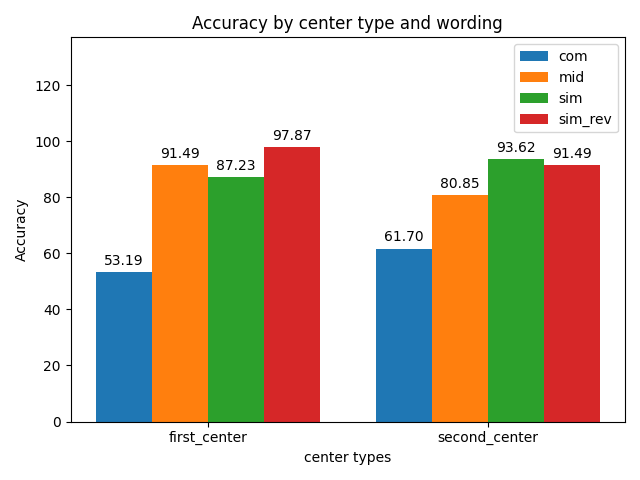 Accuracy by center type and wording
com
mid
sim
sim_rev
120
100
80
60
40
20
0
Accuracy
53.19
91.49
87.23
97.87
61.70
80.85
93.62
91.49
first_center
second_center
center types